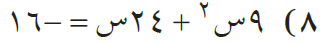 ٨) ٩س٢ + ٢٤س = −١٦